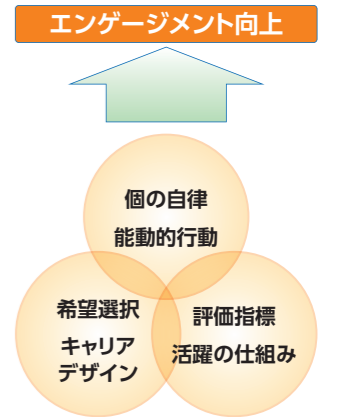 エンゲージメント向上
個の自律
能動的行動
希望選択
キャリア
デザイン
評価指標
活躍の仕組み